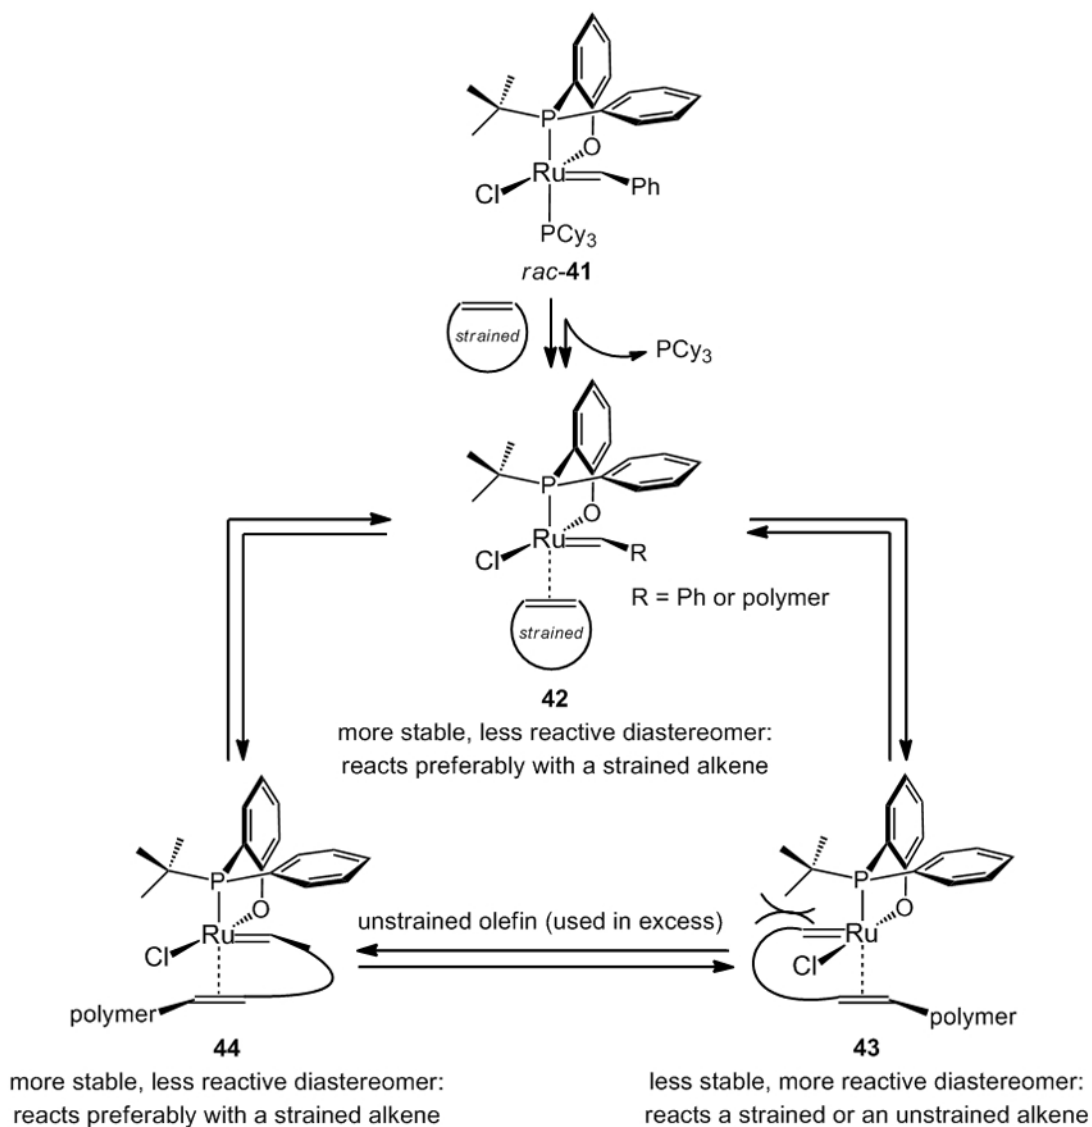 P
O
Ru
Cl
Ph
PCy3
rac-41
strained
PCy3
P
O
Ru
Cl
R
R = Ph or polymer
strained
42
more stable, less reactive diastereomer:
reacts preferably with a strained alkene
P
O
Ru
Cl
polymer
44
more stable, less reactive diastereomer:
reacts preferably with a strained alkene
unstrained olefin (used in excess)
P
O
Ru
Cl
polymer
43
less stable, more reactive diastereomer:
reacts a strained or an unstrained alkene